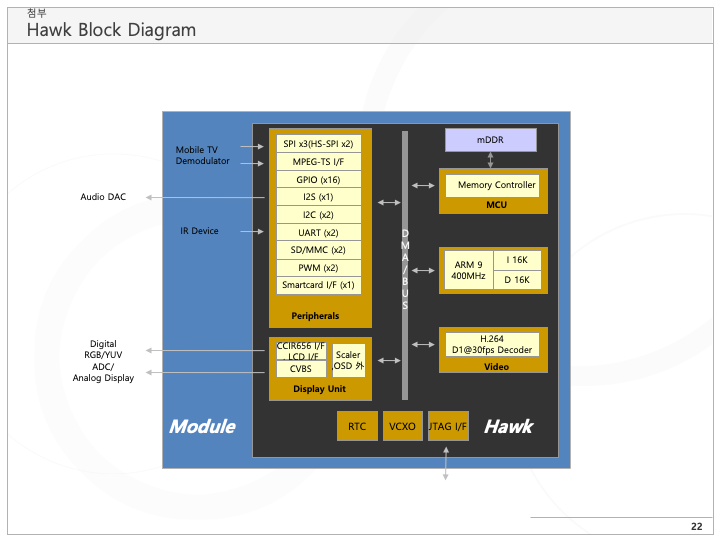 첨부
Hawk Block Diagram
Mobile TV
Demodulator
Audio DAC
IR Device
Digital
RGB/YUV
ADC/
Analog Display
SPI x3(HS-SPI x2)
MPEG-TS I/F
GPIO (x16)
I2S (x1)
I2C (x2)
UART (x2)
SD/MMC (x2)
PWM (x2)
Smartcard I/F (x1)
Peripherals
CCIR656 I/F
, LCD I/F
CVBS
Scaler
,OSD 外
Display Unit
DMA/BUS
mDDR
Memory Controller
MCU
ARM 9
400MHz
I 16K
D 16K
H.264
D1@30fps Decoder
Video
Module
RTC
VCXO
JTAG I/F
Hawk
22